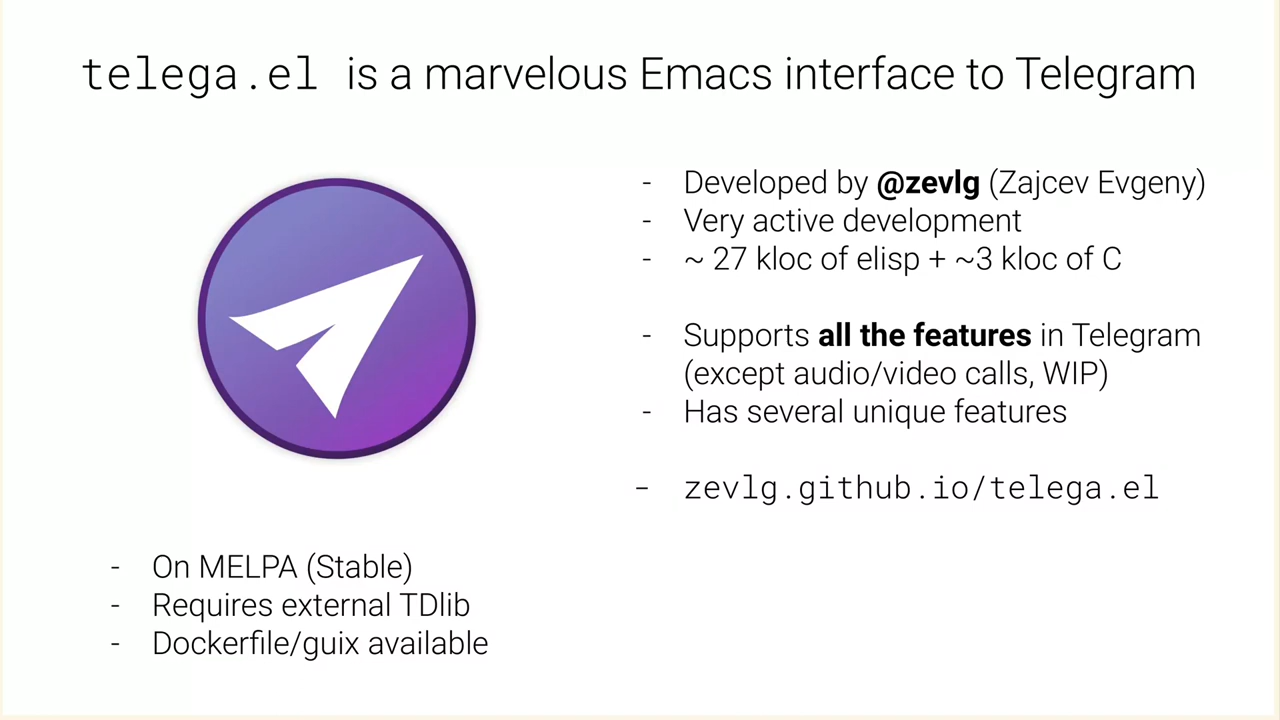 telega.el is a marvelous Emacs interface to Telegram
- Developed by @zevlg (Zajcev Evgeny)
- Very active development
- ~ 27 kloc of elisp + ~3 kloc of C
- Supports all the features in Telegram
(except audio/video calls, WIP)
- Has several unique features
- zevlg.github.io/telega.el
- On MELPA (Stable)
- Requires external TDlib
- Dockerfile/guix available